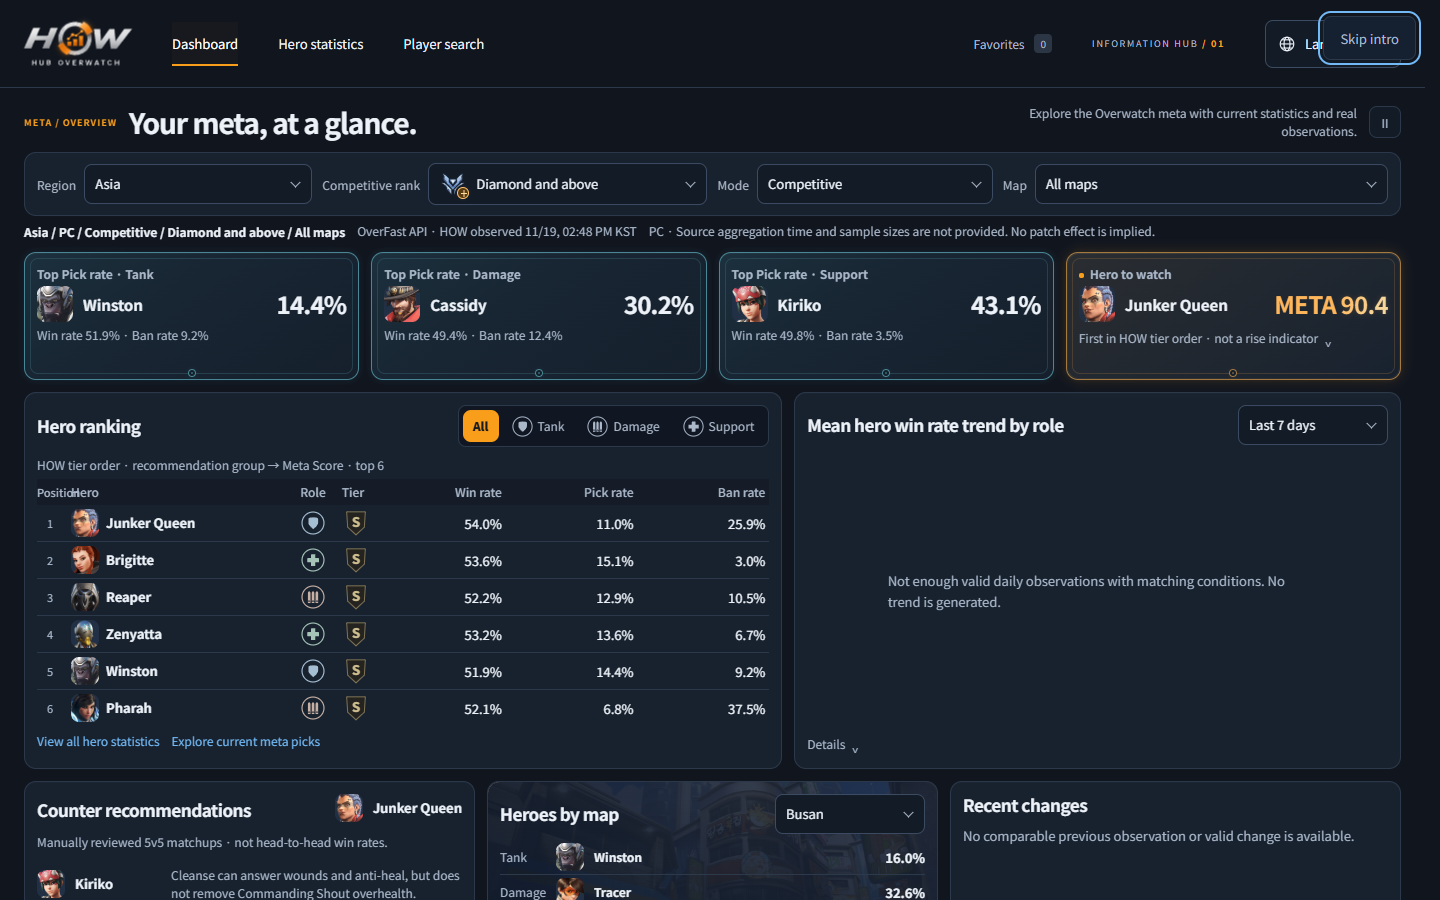 HOW
HUB OVERWATCH
Dashboard
Hero statistics
Player search
Favorites 0
INFORMATION HUB / 01
Skip intro
META / OVERVIEW
Your meta, at a glance.
Explore the Overwatch meta with current statistics and real
observations.
Region Asia
Competitive rank Diamond and above
Mode Competitive
Map All maps
Asia / PC / Competitive / Diamond and above / All maps OverFast API · HOW observed 11/19, 02:48 PM KST PC · Source aggregation time and sample sizes are not provided. No patch effect is implied.
Top Pick rate · Tank
Winston 14.4%
Win rate 51.9% · Ban rate 9.2%
Top Pick rate · Damage
Cassidy 30.2%
Win rate 49.4% · Ban rate 12.4%
Top Pick rate · Support
Kiriko 43.1%
Win rate 49.8% · Ban rate 3.5%
Hero to watch
Junker Queen META 90.4
First in HOW tier order · not a rise indicator
Hero ranking
All Tank Damage Support
HOW tier order · recommendation group → Meta Score · top 6
Position Hero Role Tier Win rate Pick rate Ban rate
1 Junker Queen S 54.0% 11.0% 25.9%
2 Brigitte S 53.6% 15.1% 3.0%
3 Reaper S 52.2% 12.9% 10.5%
4 Zenyatta S 53.2% 13.6% 6.7%
5 Winston S 51.9% 14.4% 9.2%
6 Pharah S 52.1% 6.8% 37.5%
View all hero statistics Explore current meta picks
Mean hero win rate trend by role
Last 7 days
Not enough valid daily observations with matching conditions. No
trend is generated.
Details
Counter recommendations Junker Queen
Manually reviewed 5v5 matchups · not head-to-head win rates.
Kiriko
Cleanse can answer wounds and anti-heal, but does
not remove Commanding Shout overhealth.
Heroes by map Busan
Tank Winston 16.0%
Damage Tracer 32.6%
Recent changes
No comparable previous observation or valid change is available.